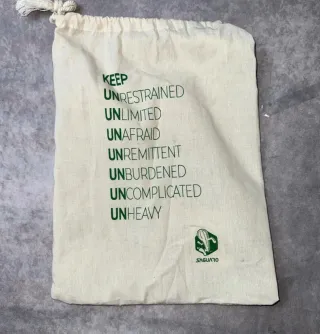 KEEP
UNRESTRAINED
UNLIMITED
UNAFRAID
UNREMITTENT
UNBURDENED
UNCOMPLICATED
UNHEAVY